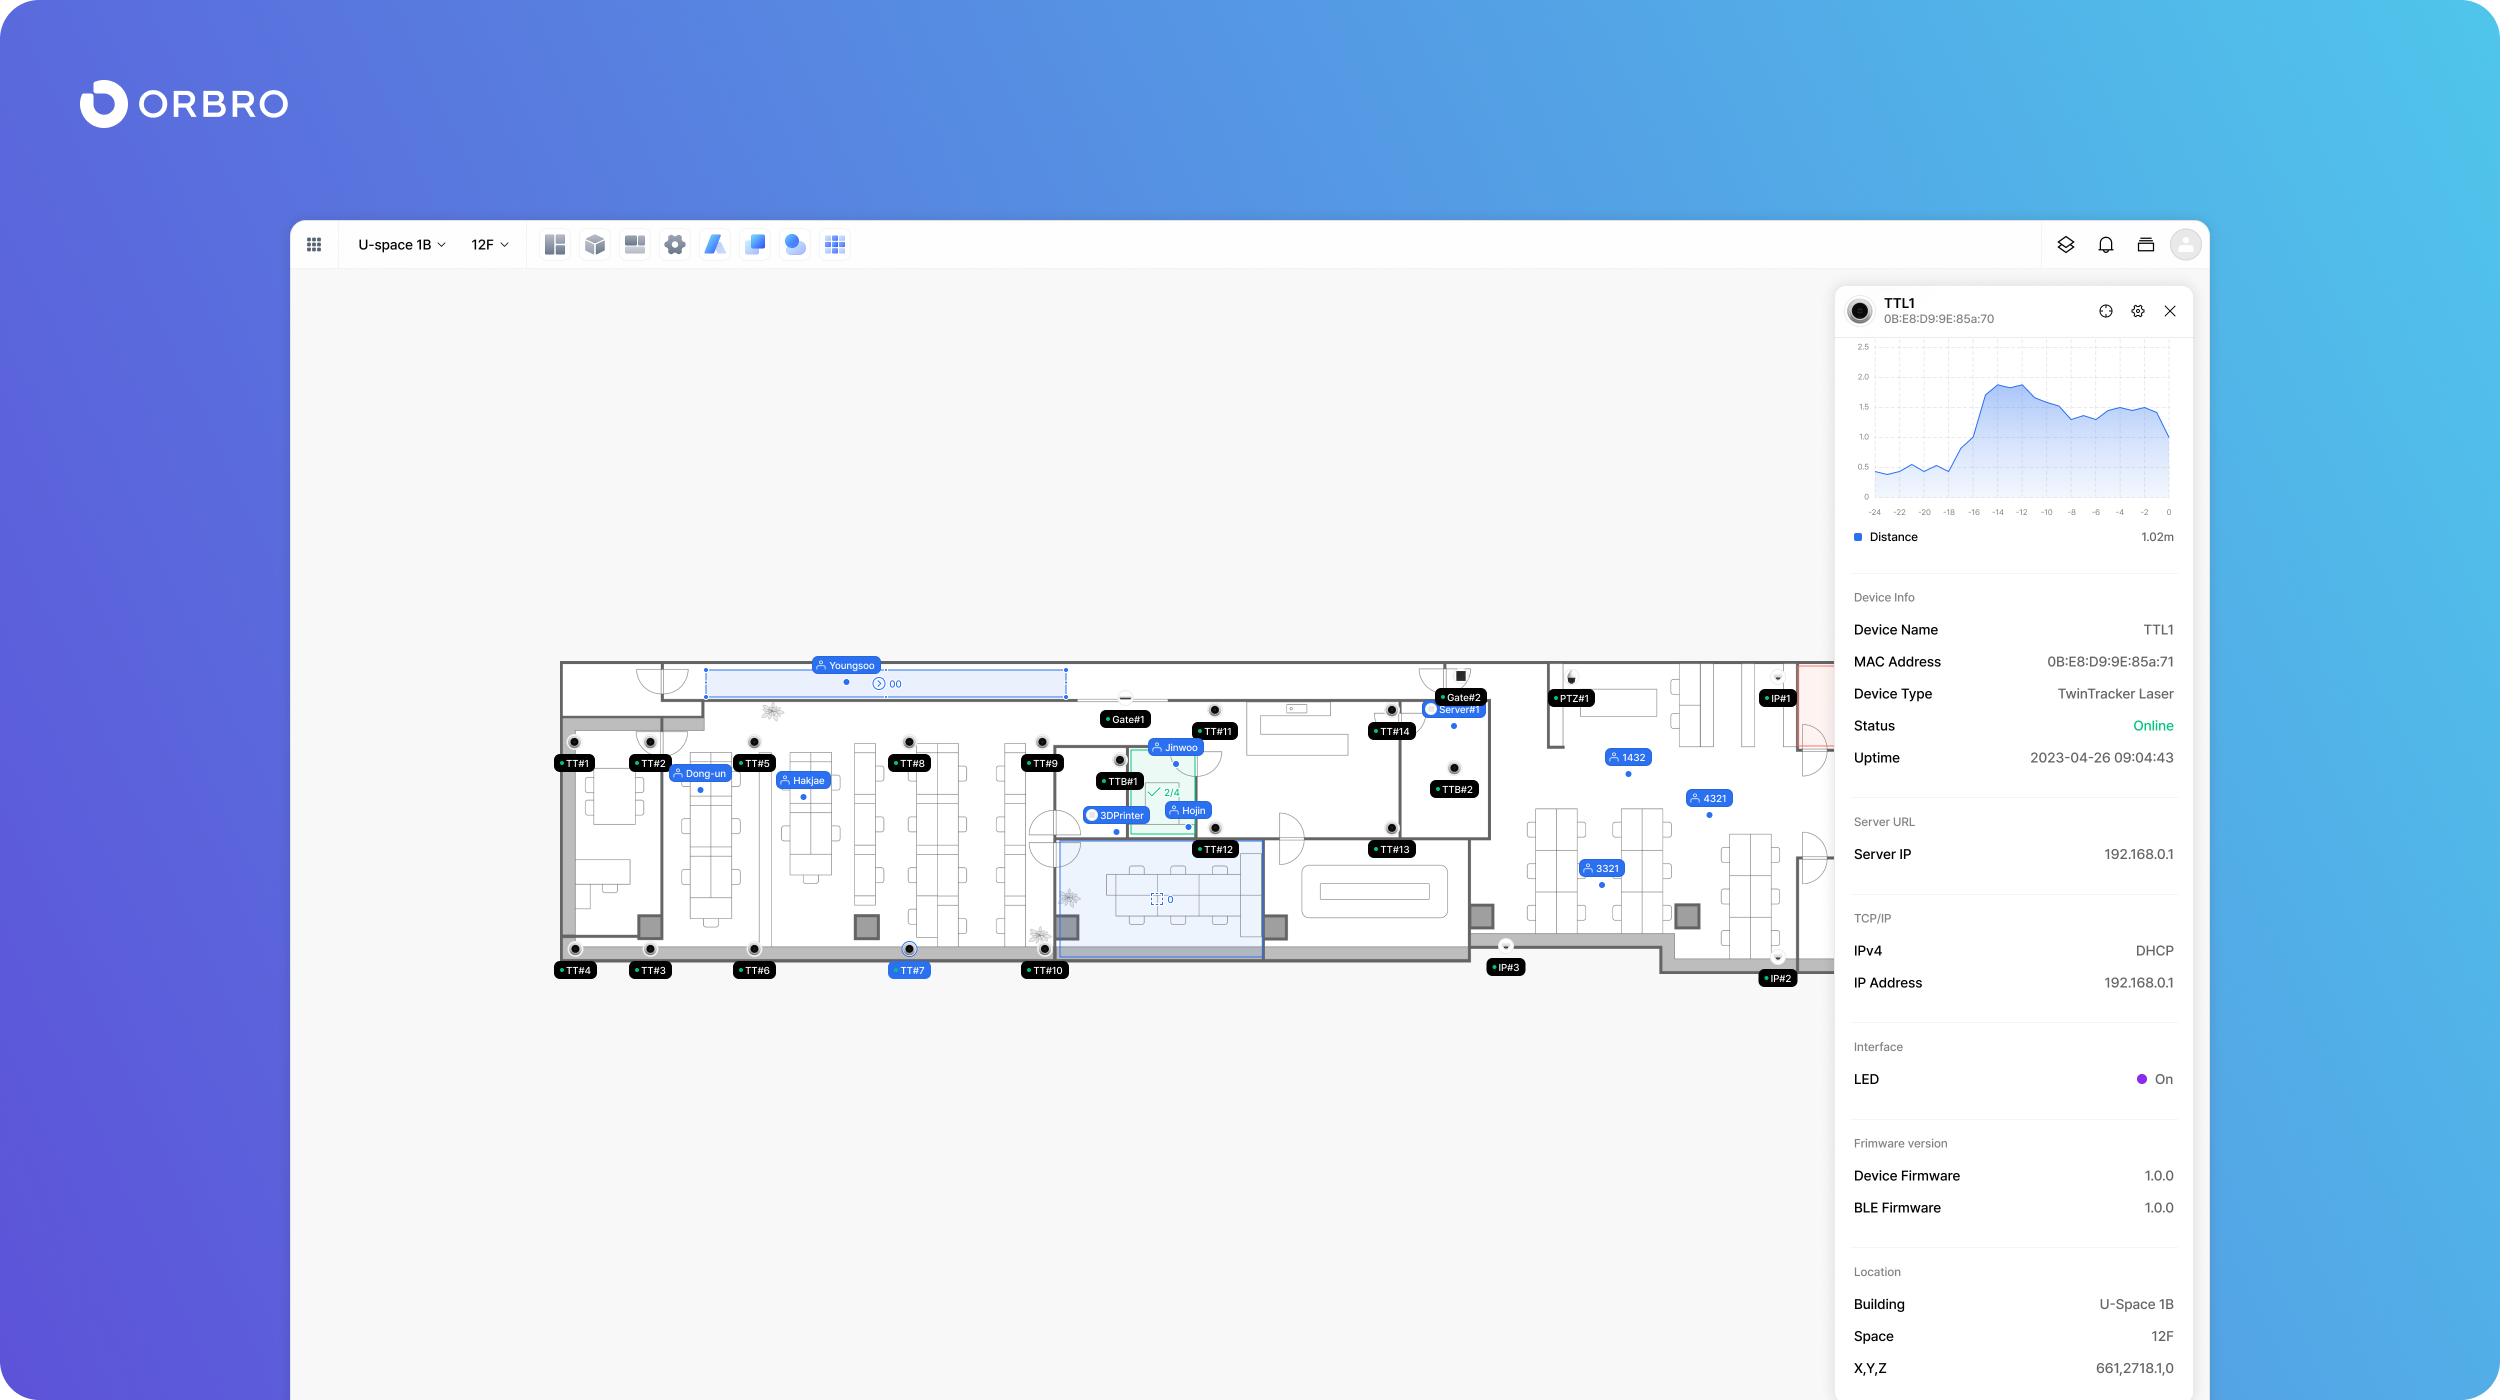 ORBRO
U-space 1B
12F
TTL1
0B:E8:D9:9E:85a:70
2.5
2.0
1.5
1.0
0.5
0
-24 -22 -20 -18 -16 -14 -12 -10 -8 -6 -4 -2 0
Distance 1.02m
Device Info
Device Name TTL1
MAC Address 0B:E8:D9:9E:85a:71
Device Type TwinTracker Laser
Status Online
Uptime 2023-04-26 09:04:43
Server URL
Server IP 192.168.0.1
TCP/IP
IPv4 DHCP
IP Address 192.168.0.1
Interface
LED On
Frimware version
Device Firmware 1.0.0
BLE Firmware 1.0.0
Location
Building U-Space 1B
Space 12F
X,Y,Z 661,2718.1,0
Youngsoo
00
Gate#1
Gate#2
Server#1
PTZ#1
IP#1
TT#11
TT#14
Jinwoo
TT#1
TT#2
TT#5
TT#8
TT#9
Dong-un
Hakjae
TTB#1
TTB#2
1432
2/4
4321
3DPrinter
Hojin
TT#12
TT#13
3321
0
TT#4
TT#3
TT#6
TT#7
TT#10
IP#3
IP#2